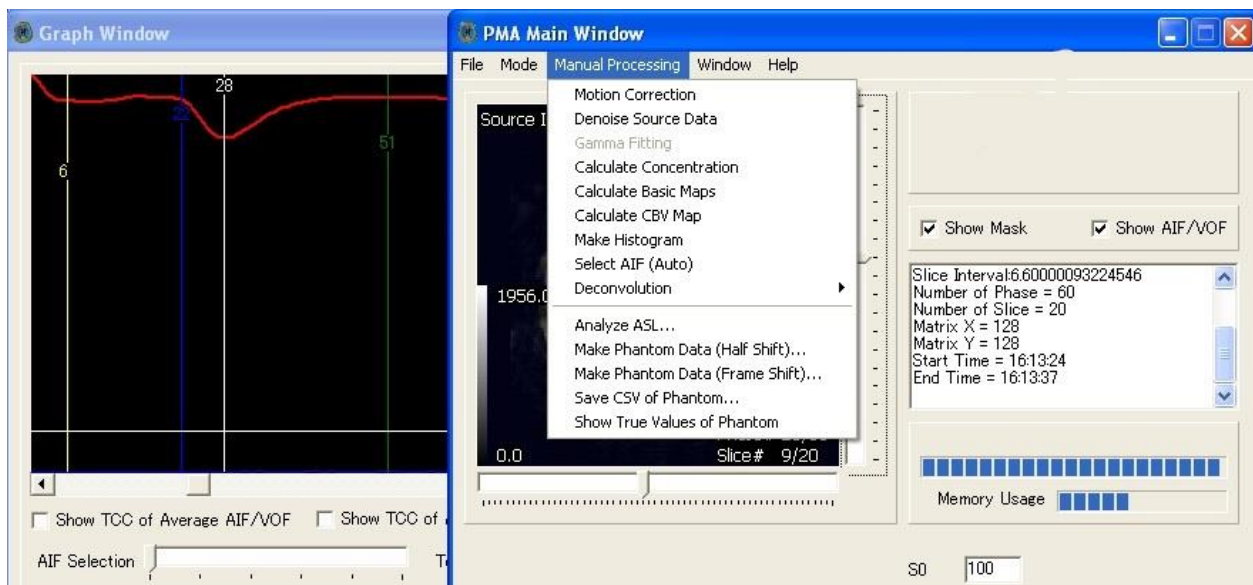 Graph Window
28
22
51
6
Show TCC of Average AIF/VOF
Show TCC of
AIF Selection
PMA Main Window
File Mode Manual Processing Window Help
Source I
Motion Correction
Denoise Source Data
Gamma Fitting
Calculate Concentration
Calculate Basic Maps
Calculate CBV Map
Make Histogram
Select AIF (Auto)
Deconvolution
Analyze ASL...
Make Phantom Data (Half Shift)...
Make Phantom Data (Frame Shift)...
Save CSV of Phantom...
Show True Values of Phantom
1956.0
0.0
Slice# 9/20
Show Mask
Show AIF/VOF
Slice Interval:6.60000093224546
Number of Phase = 60
Number of Slice = 20
Matrix X = 128
Matrix Y = 128
Start Time = 16:13:24
End Time = 16:13:37
Memory Usage
S0 100